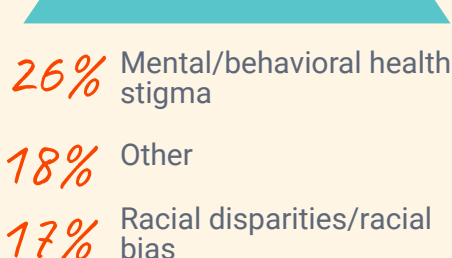 26% Mental/behavioral health
stigma
18% Other
17% Racial disparities/racial
bias